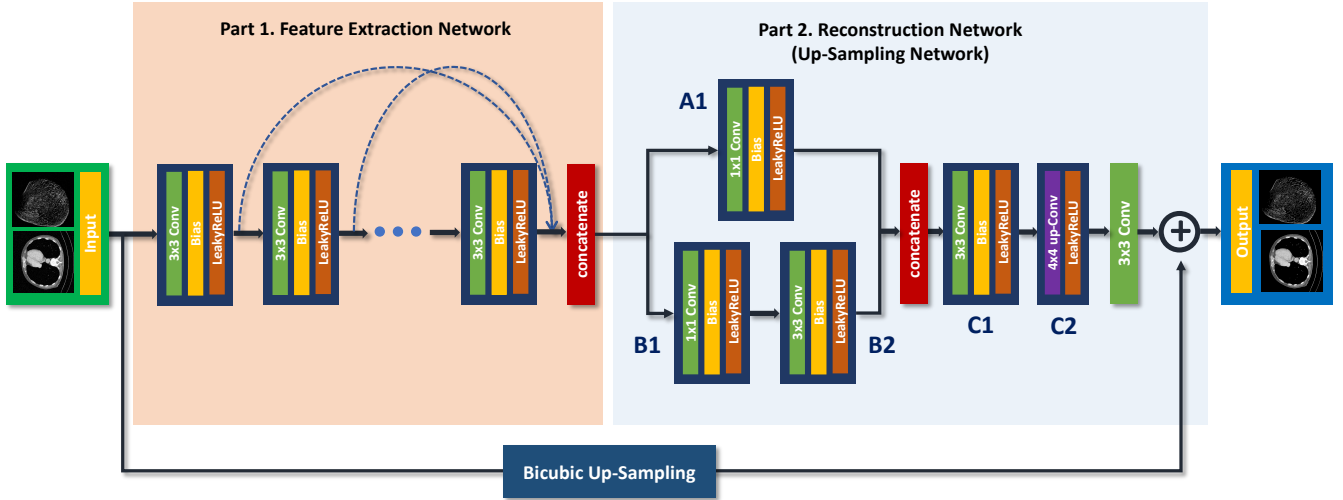 Part 1. Feature Extraction Network
Part 2. Reconstruction Network
(Up-Sampling Network)
Input
3x3 Conv
Bias
LeakyReLU
3x3 Conv
Bias
LeakyReLU
3x3 Conv
Bias
LeakyReLU
concatenate
A1
1x1 Conv
Bias
LeakyReLU
B1
1x1 Conv
Bias
LeakyReLU
3x3 Conv
Bias
LeakyReLU
B2
concatenate
3x3 Conv
Bias
LeakyReLU
C1
4x4 up-Conv
LeakyReLU
C2
3x3 Conv
+
Output
Bicubic Up-Sampling